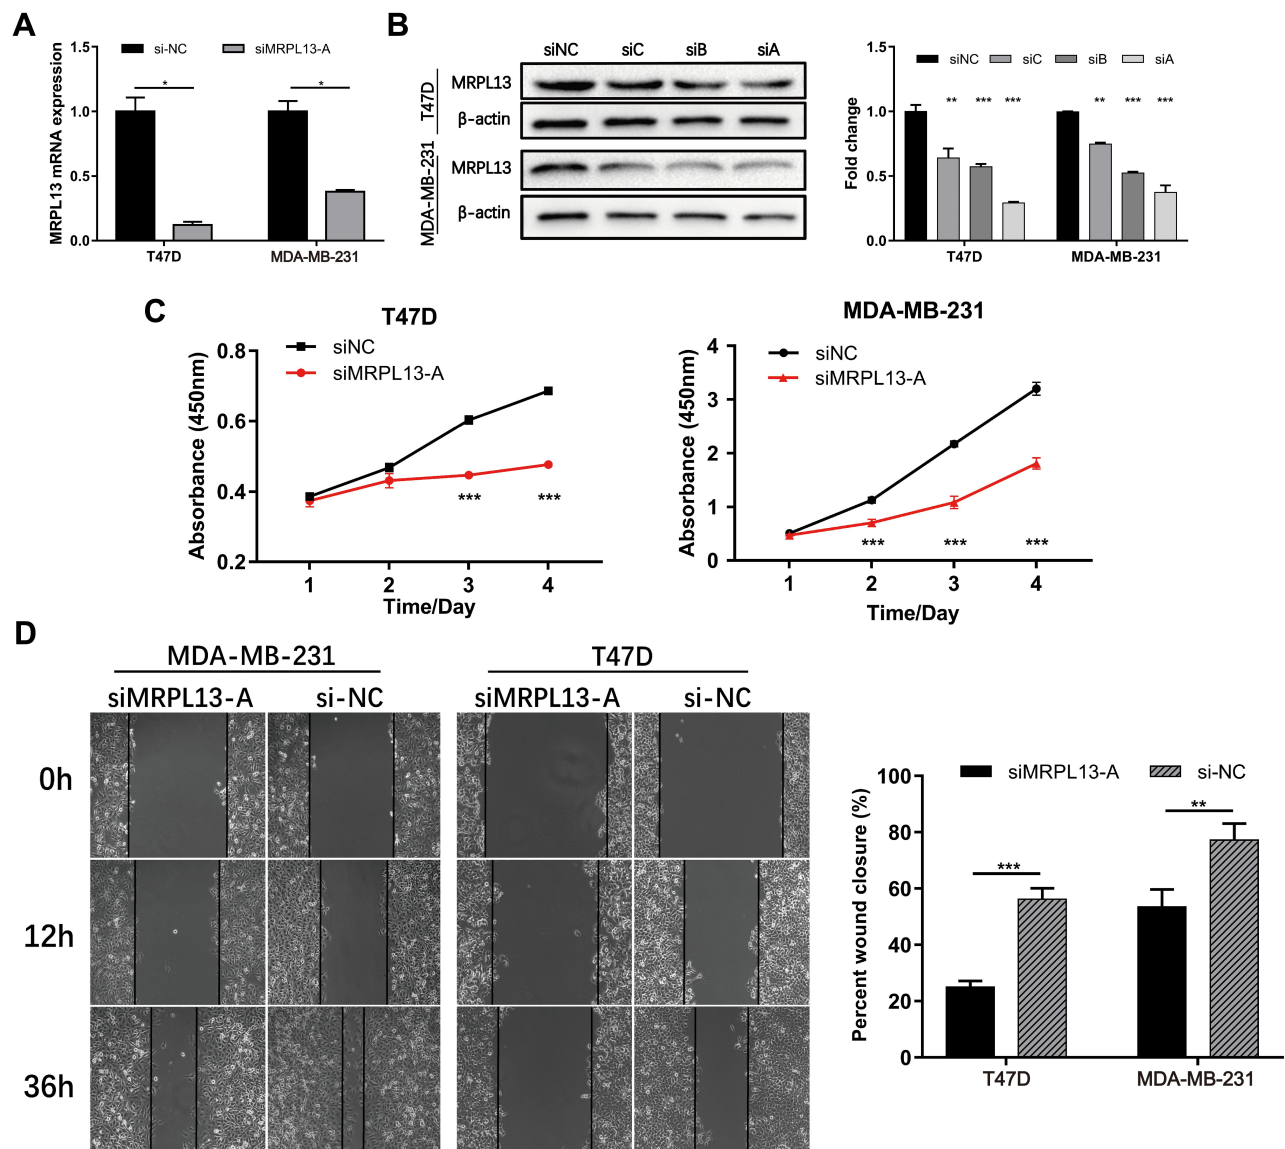 A
si-NC
siMRPL13-A
MRPL13 mRNA expression
1.5
1.0
0.5
0.0
*
*
T47D
MDA-MB-231
B
siNC siC siB siA
T47D
MRPL13
β-actin
MDA-MB-231
MRPL13
β-actin
siNC siC siB siA
Fold change
1.5
1.0
0.5
0.0
** *** *** ** *** ***
T47D
MDA-MB-231
C
T47D
siNC
siMRPL13-A
Absorbance (450nm)
0.8
0.6
0.4
0.2
*** ***
1 2 3 4
Time/Day
MDA-MB-231
siNC
siMRPL13-A
Absorbance (450nm)
4
3
2
1
0
*** *** ***
1 2 3 4
Time/Day
D
MDA-MB-231
T47D
siMRPL13-A si-NC
siMRPL13-A si-NC
0h
12h
36h
siMRPL13-A
si-NC
Percent wound closure (%)
100
80
60
40
20
0
***
**
T47D
MDA-MB-231